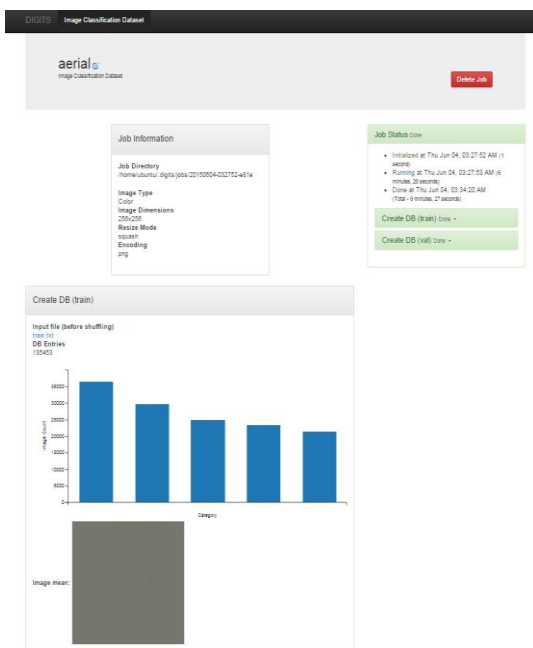 DIGITS Image Classification Dataset
aerial
Image Classification Dataset
Delete Job
Job Information
Job Directory
/home/ubuntu/.digits/jobs/20150604-032752-e81e
Image Type
Color
Image Dimensions
256x256
Resize Mode
squash
Encoding
png
Job Status Done
Initialized at Thu Jun 04, 03:27:52 AM (1 second)
Running at Thu Jun 04, 03:27:53 AM (6 minutes, 26 seconds)
Done at Thu Jun 04, 03:34:20 AM
(Total - 6 minutes, 27 seconds)
Create DB (train) Done
Create DB (val) Done
Create DB (train)
Input file (before shuffling)
train.txt
DB Entries
135453
Image Count
35000
30000
25000
20000
15000
10000
5000
0
Category
Image mean: